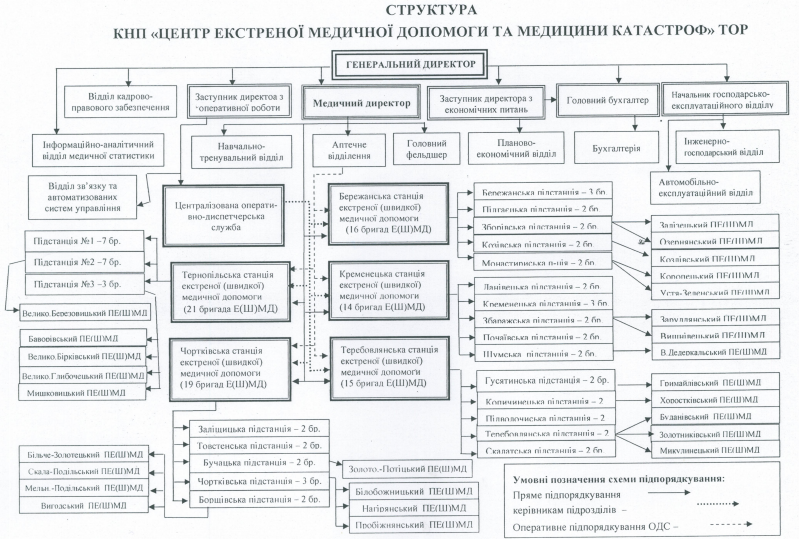 СТРУКТУРА
КНП «ЦЕНТР ЕКСТРЕНОЇ МЕДИЧНОЇ ДОПОМОГИ ТА МЕДИЦИНИ КАТАСТРОФ» ТОР
ГЕНЕРАЛЬНИЙ ДИРЕКТОР
Відділ кадрово-
правового забезпечення
Заступник директоа з
оперативної роботи
Медичний директор
Заступник директора з
економічних питань
Головний бухгалтер
Начальник господарсько-
експлуатаційного відділу
Інформаційно-аналітичний
відділ медичної статистики
Навчально-
тренувальний відділ
Аптечне
відділення
Головний
фельдшер
Планово-
економічний відділ
Бухгалтерія
Інженерно-
господарський відділ
Відділ зв'язку та
автоматизованих
систем управління
Автомобільно-
експлуатаційний відділ
Централізована операти-
вно-диспетчерська
служба
Бережанська станція
екстреної (швидкої)
медичної допомоги
(16 бригад Е(Ш)МД)
Бережанська підстанція – 3 бр.
Підгаєцька підстанція – 2 бр.
Зборівська підстанція – 2 бр.
Козівська підстанція – 2 бр.
Монастириська п-ція – 2 бр.
Залізецький ПЕ(Ш)МД
Озернянський ПЕ(Ш)МД
Козлівський ПЕ(Ш)МД
Коропецький ПЕ(Ш)МД
Устя-Зеленський ПЕ(Ш)МД
Підстанція №1 –7 бр.
Підстанція №2 –7 бр.
Підстанція №3 –3 бр.
Велико.Березовицький ПЕ(Ш)МД
Баворівський ПЕ(Ш)МД
Велико.Бірківський ПЕ(Ш)МД
Велико.Глибочецький ПЕ(Ш)МД
Мишковицький ПЕ(Ш)МД
Тернопільська станція
екстреної (швидкої)
медичної допомоги
(21 бригада Е(Ш)МД)
Кременецька станція
екстреної (швидкої)
медичної допомоги
(14 бригад Е(Ш)МД)
Ланівецька підстанція – 2 бр.
Кременецька підстанція – 3 бр.
Збаражська підстанція – 2 бр.
Почаївська підстанція – 2 бр.
Шумська підстанція – 2 бр.
Зарудянський ПЕ(Ш)МД
Вишнівецький ПЕ(Ш)МД
В.Дедеркальський ПЕ(Ш)МД
Чортківська станція
екстреної (швидкої)
медичної допомоги
(19 бригад Е(Ш)МД)
Теребовлянська станція
екстреної (швидкої)
медичної допомоги
(15 бригад Е(Ш)МД)
Гусятинська підстанція – 2 бр.
Копичинецька підстанція – 2
Підволочиська підстанція – 2
Теребовлянська підстанція – 2
Скалатська підстанція – 2 бр.
Гримайлівський ПЕ(Ш)МД
Хоростківський ПЕ(Ш)МД
Буданівський ПЕ(Ш)МД
Золотниківський ПЕ(Ш)МД
Микулинецький ПЕ(Ш)МД
Заліщицька підстанція – 2 бр.
Товстенська підстанція – 2 бр.
Бучацька підстанція – 2 бр.
Чортківська підстанція – 3 бр.
Борщівська підстанція – 2 бр.
Більче-Золотецький ПЕ(Ш)МД
Скала-Подільський ПЕ(Ш)МД
Мельн.-Подільський ПЕ(Ш)МД
Вигодський ПЕ(Ш)МД
Золото.-Потіцький ПЕ(Ш)МД
Білобожницький ПЕ(Ш)МД
Нагірянський ПЕ(Ш)МД
Пробіжнянський ПЕ(Ш)МД
Умовні позначення схеми підпорядкування:
Пряме підпорядкування
керівникам підрозділів –
Оперативне підпорядкування ОДС –